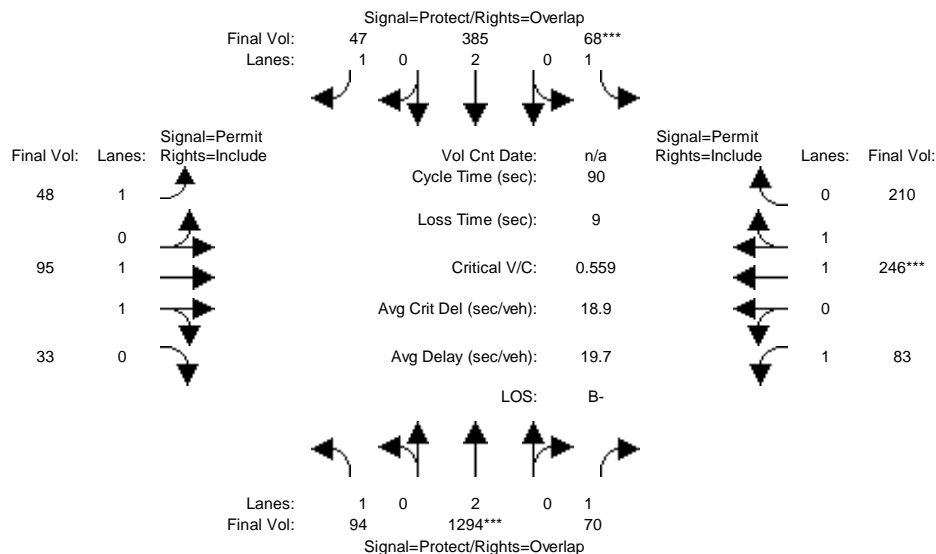 Signal=Protect/Rights=Overlap
Final Vol: 47 385 68***
Lanes: 1 0 2 0 1
Signal=Permit Signal=Permit
Final Vol: Lanes: Rights=Include Vol Cnt Date: n/a Rights=Include Lanes: Final Vol:
Cycle Time (sec): 90
48 1 0 210
Loss Time (sec): 9
0 1
95 1 Critical V/C: 0.559 1 246***
1 Avg Crit Del (sec/veh): 18.9 0
33 0 Avg Delay (sec/veh): 19.7 1 83
LOS: B-
Lanes: 1 0 2 0 1
Final Vol: 94 1294*** 70
Signal=Protect/Rights=Overlap